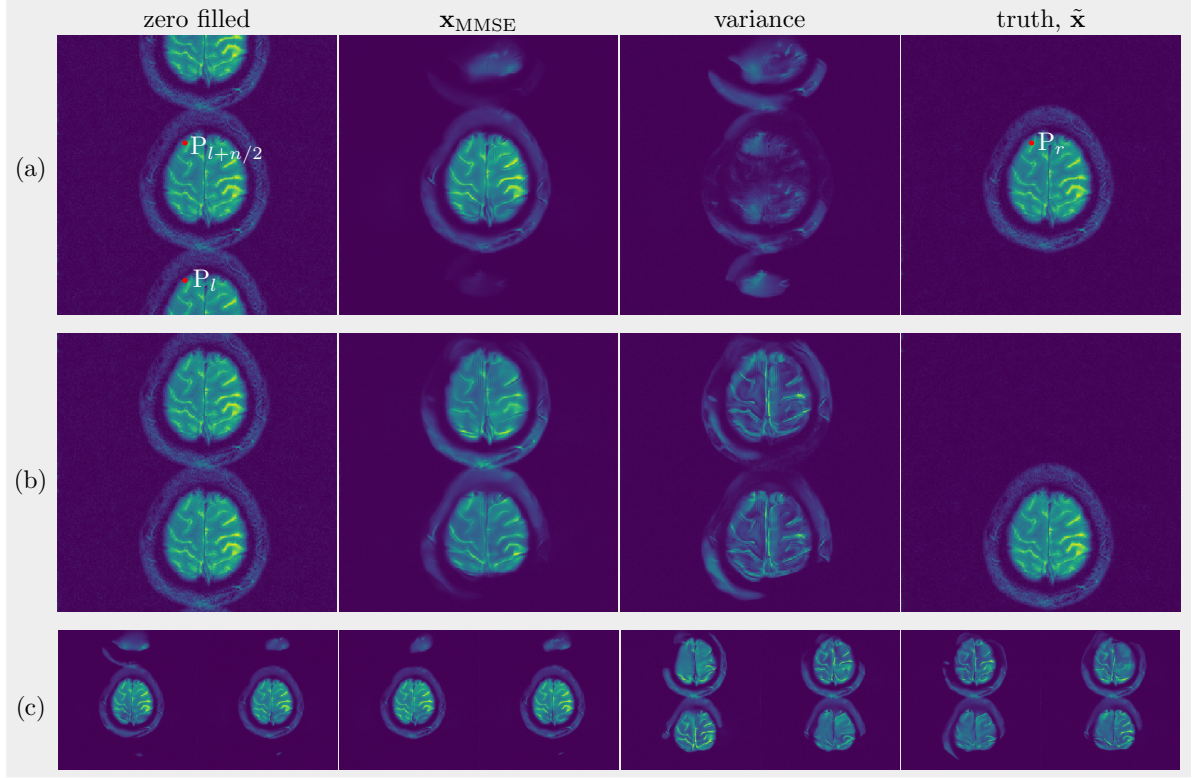 zero filled x_MMSE variance truth, x̃
(a)
P_{l+n/2}
P_r
P_l
(b)
(c)